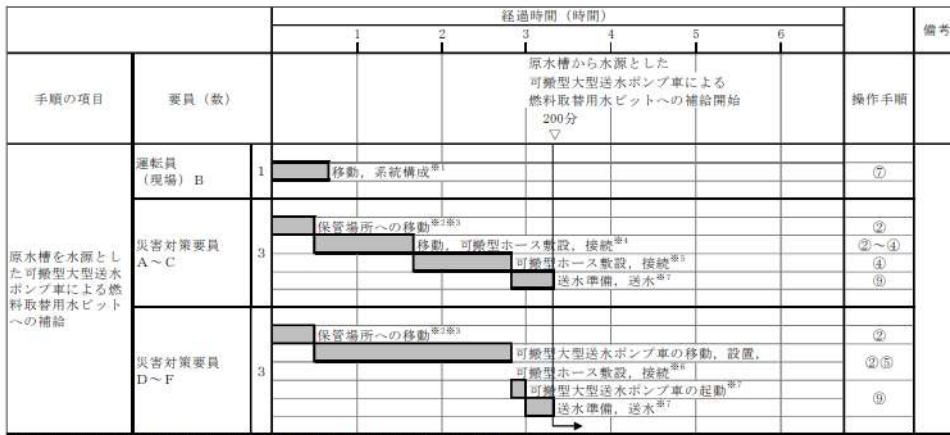 経過時間（時間）
備考
1 2 3 4 5 6
手順の項目
要員（数）
原水槽から水源とした
可搬型大型送水ポンプ車による
燃料取替用水ピットへの補給開始
200分
▽
操作手順
原水槽を水源とし
た可搬型大型送水
ポンプ車による燃
料取替用水ピット
への補給
運転員
（現場）B
1
移動，系統構成※1
⑦
災害対策要員
A～C
3
保管場所への移動※2※3
②
移動，可搬型ホース敷設，接続※4
②～④
可搬型ホース敷設，接続※5
④
送水準備，送水※7
⑨
災害対策要員
D～F
3
保管場所への移動※2※3
②
可搬型大型送水ポンプ車の移動，設置，
可搬型ホース敷設，接続※6
②⑤
可搬型大型送水ポンプ車の起動※7
送水準備，送水※7
⑨